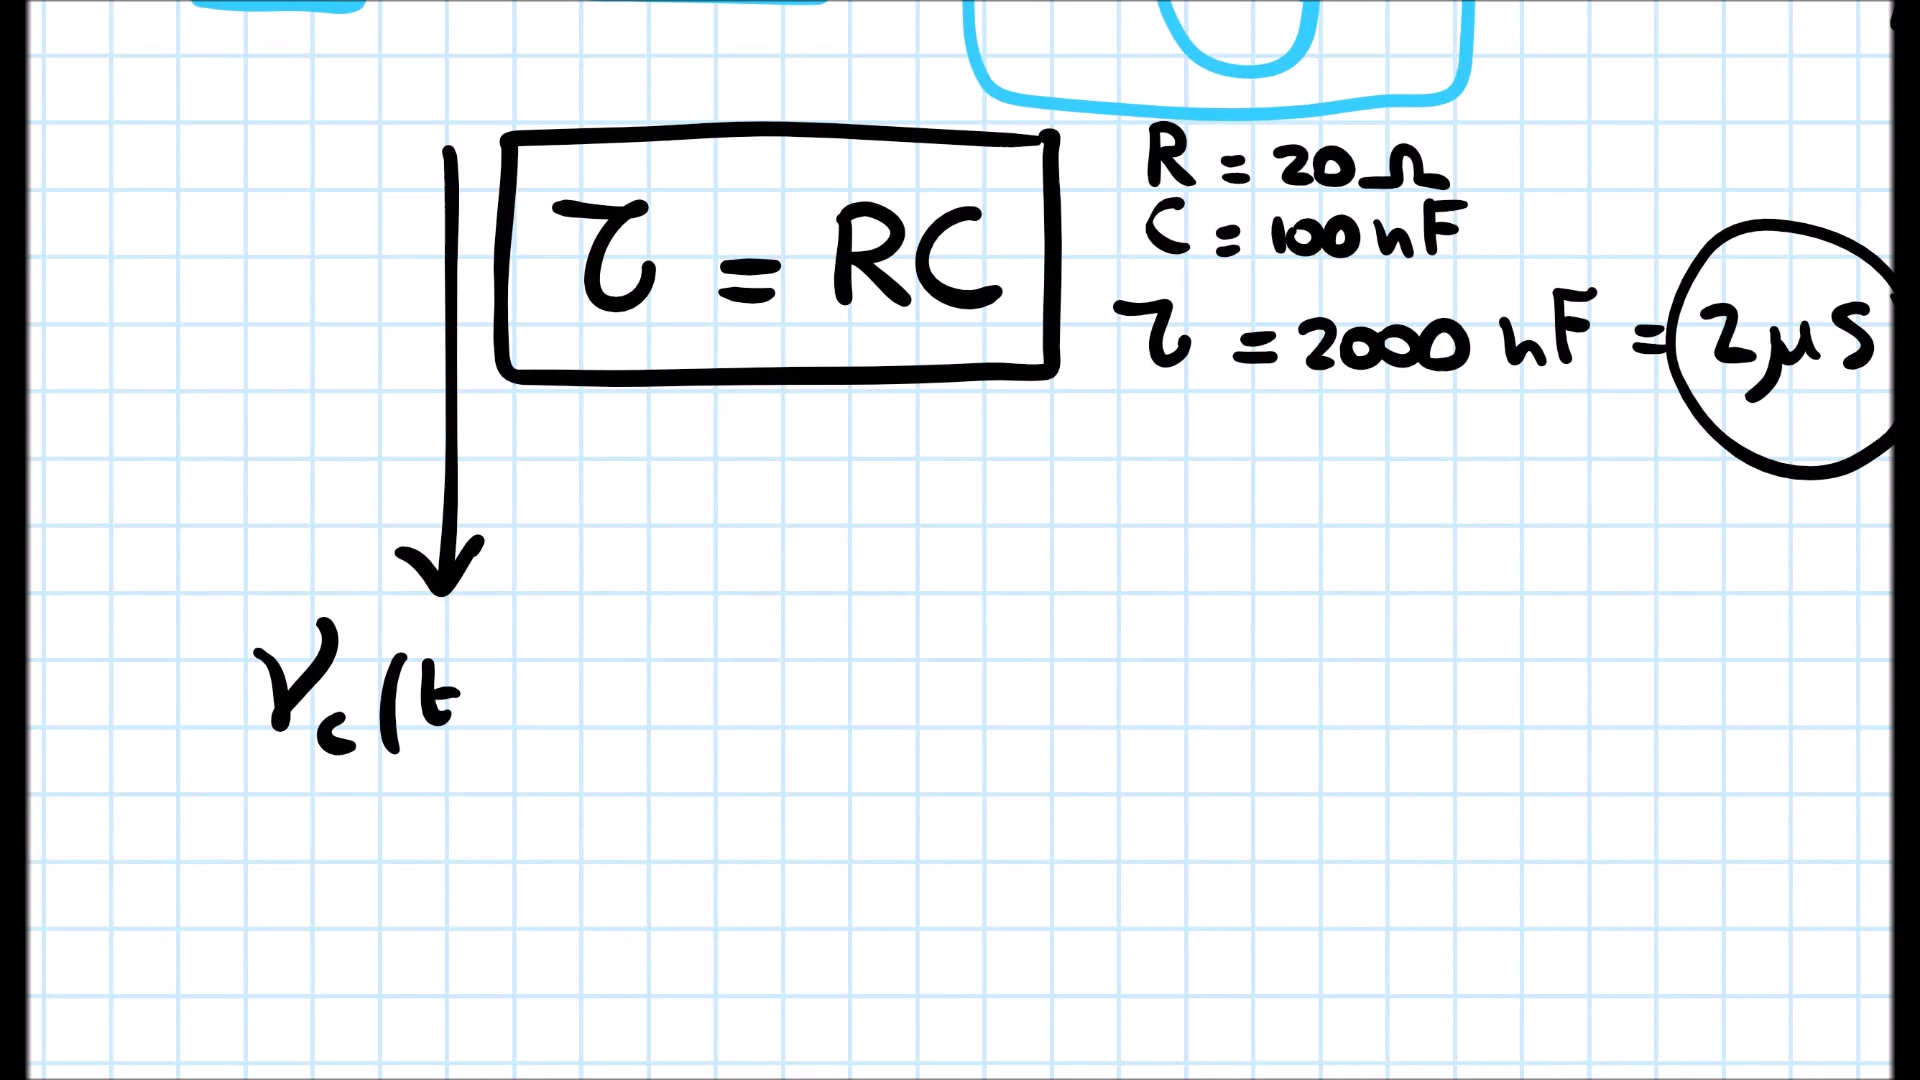 τ = RC
R = 20Ω
C = 100nF
τ = 2000 nF = 2μS
Vc(t